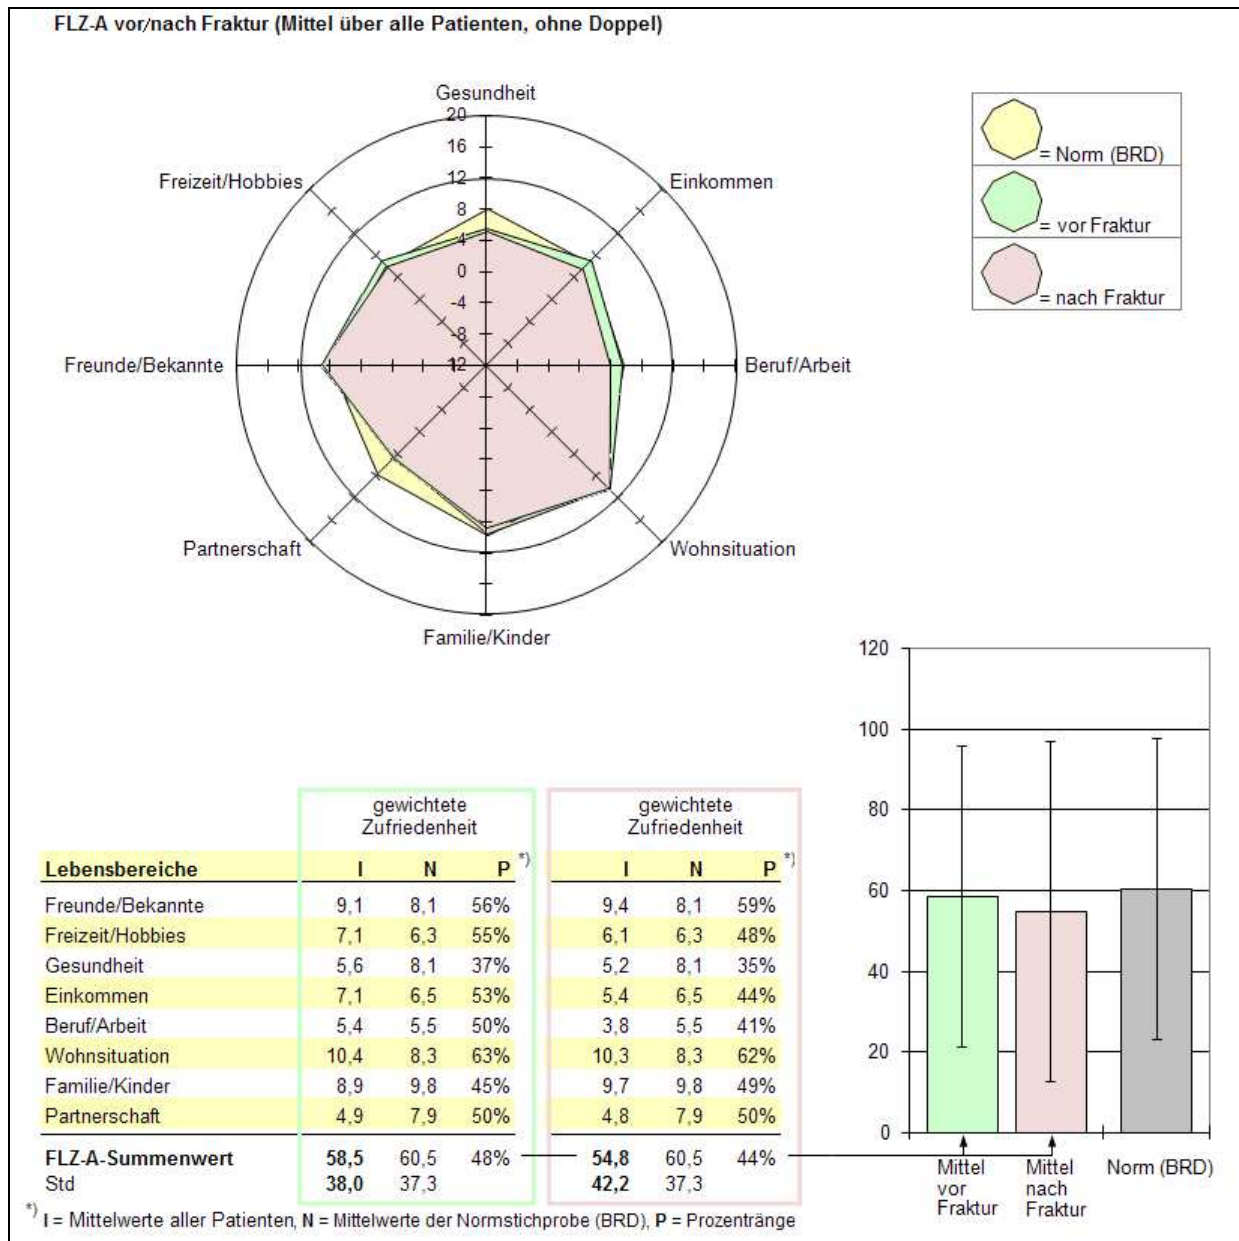 FLZ-A vor/nach Fraktur (Mittel über alle Patienten, ohne Doppel)
Gesundheit
20
16
12
8
4
0
-4
-8
12
Freizeit/Hobbies
Einkommen
Freunde/Bekannte
Beruf/Arbeit
Partnerschaft
Wohnsituation
Familie/Kinder
= Norm (BRD)
= vor Fraktur
= nach Fraktur
gewichtete Zufriedenheit gewichtete Zufriedenheit
Lebensbereiche I N P *) I N P *)
Freunde/Bekannte 9,1 8,1 56% 9,4 8,1 59%
Freizeit/Hobbies 7,1 6,3 55% 6,1 6,3 48%
Gesundheit 5,6 8,1 37% 5,2 8,1 35%
Einkommen 7,1 6,5 53% 5,4 6,5 44%
Beruf/Arbeit 5,4 5,5 50% 3,8 5,5 41%
Wohnsituation 10,4 8,3 63% 10,3 8,3 62%
Familie/Kinder 8,9 9,8 45% 9,7 9,8 49%
Partnerschaft 4,9 7,9 50% 4,8 7,9 50%
FLZ-A-Summenwert 58,5 60,5 48% 54,8 60,5 44%
Std 38,0 37,3 42,2 37,3
*) I = Mittelwerte aller Patienten, N = Mittelwerte der Normstichprobe (BRD), P = Prozentränge
120
100
80
60
40
20
0
Mittel vor Fraktur
Mittel nach Fraktur
Norm (BRD)